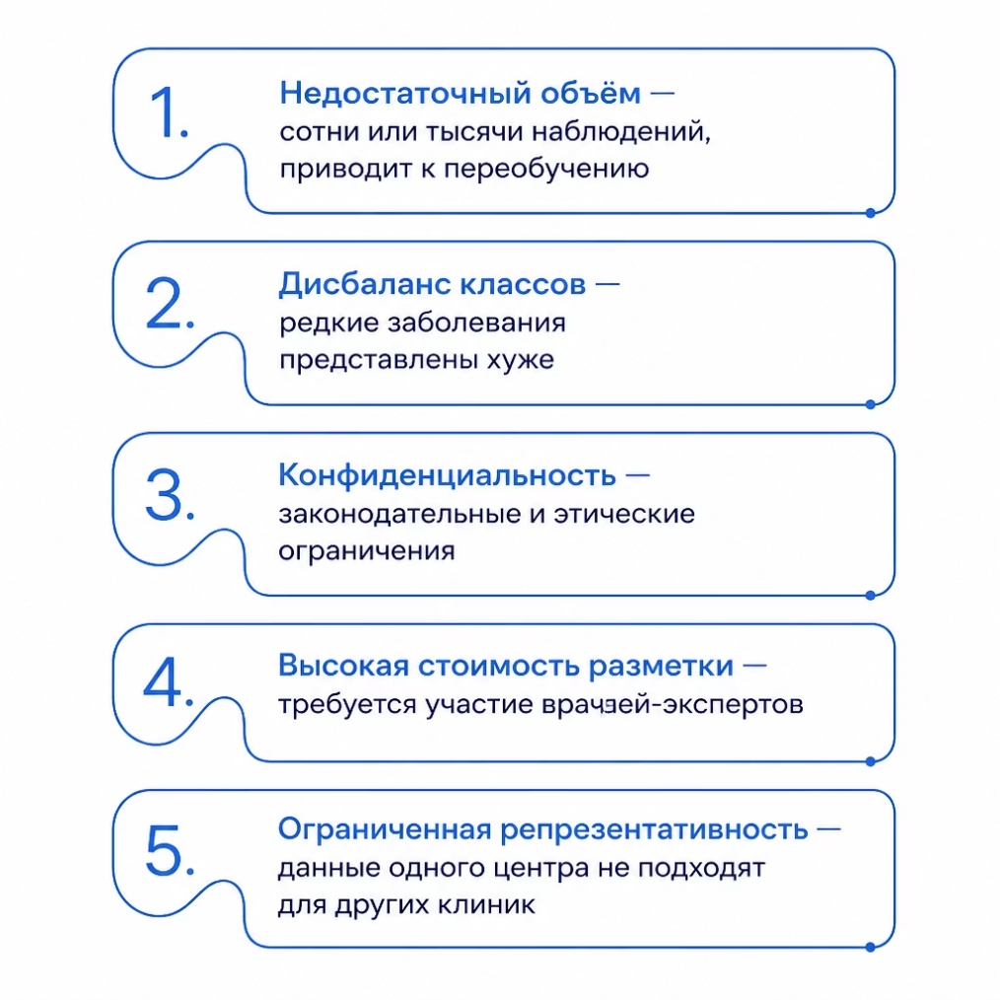 1.
Недостаточный объём —
сотни или тысячи наблюдений,
приводит к переобучению
2.
Дисбаланс классов —
редкие заболевания
представлены хуже
3.
Конфиденциальность —
законодательные и этические
ограничения
4.
Высокая стоимость разметки —
требуется участие
5.
Ограниченная репрезентативность —
данные одного центра не подходят
для других клиник